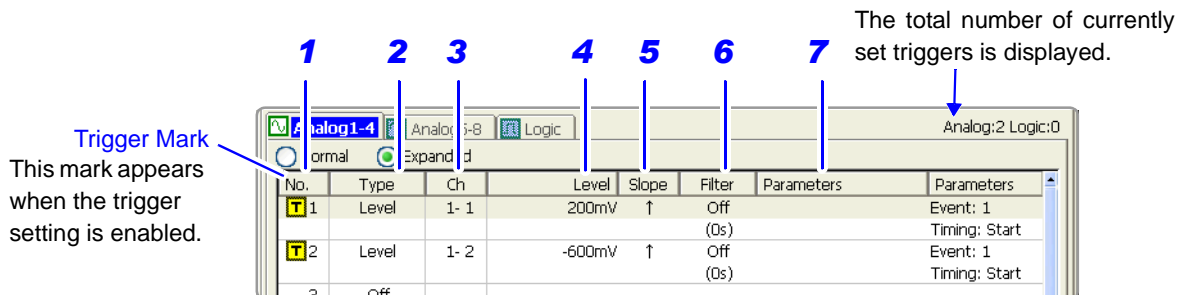 The total number of currently
set triggers is displayed.
1 2 3 4 5 6 7
Trigger Mark
This mark appears
when the trigger
setting is enabled.
Analog1-4 Analog5-8 Logic Analog:2 Logic:0
Normal Expanded
No. Type Ch Level Slope Filter Parameters Parameters
T 1 Level 1- 1 200mV ↑ Off Event: 1
(0s) Timing: Start
T 2 Level 1- 2 -600mV ↑ Off Event: 1
(0s) Timing: Start
3 Off